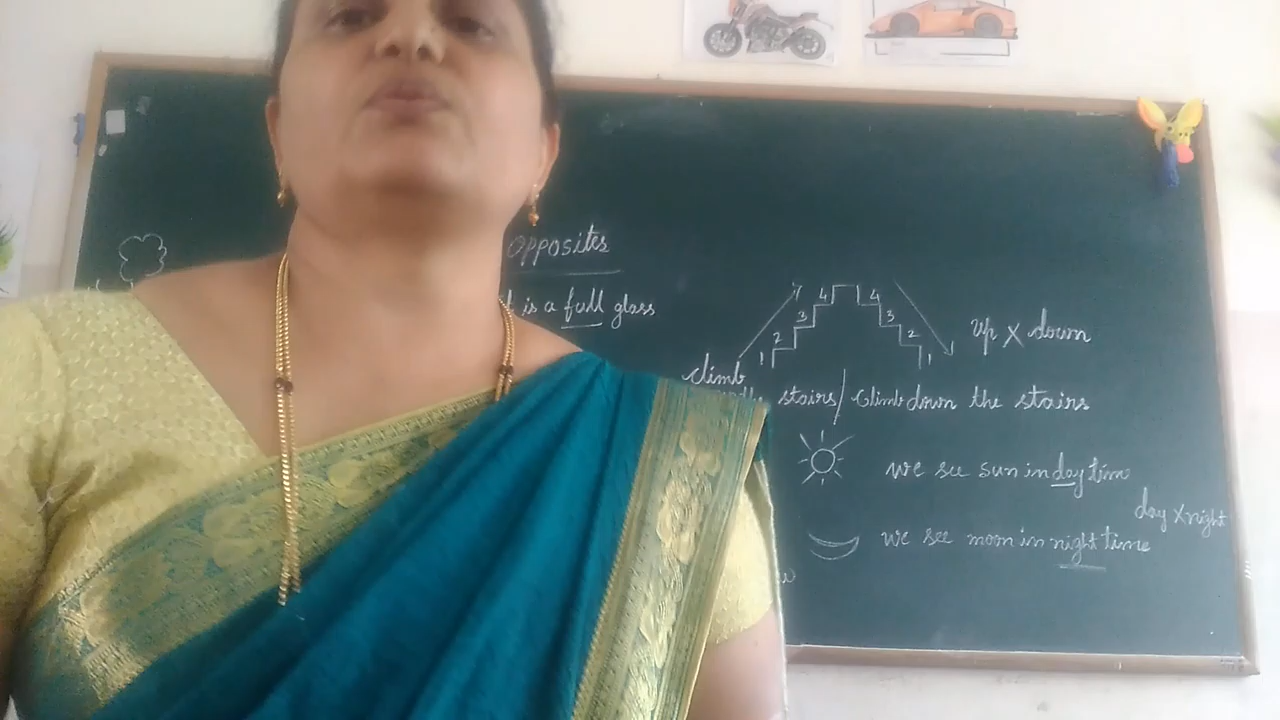 opposites
is a full glass
4 4
3 3
2 2
1 1
up X down
climb
stairs/ Climb down the stairs
we see sun in day time
day X night
we see moon in night time